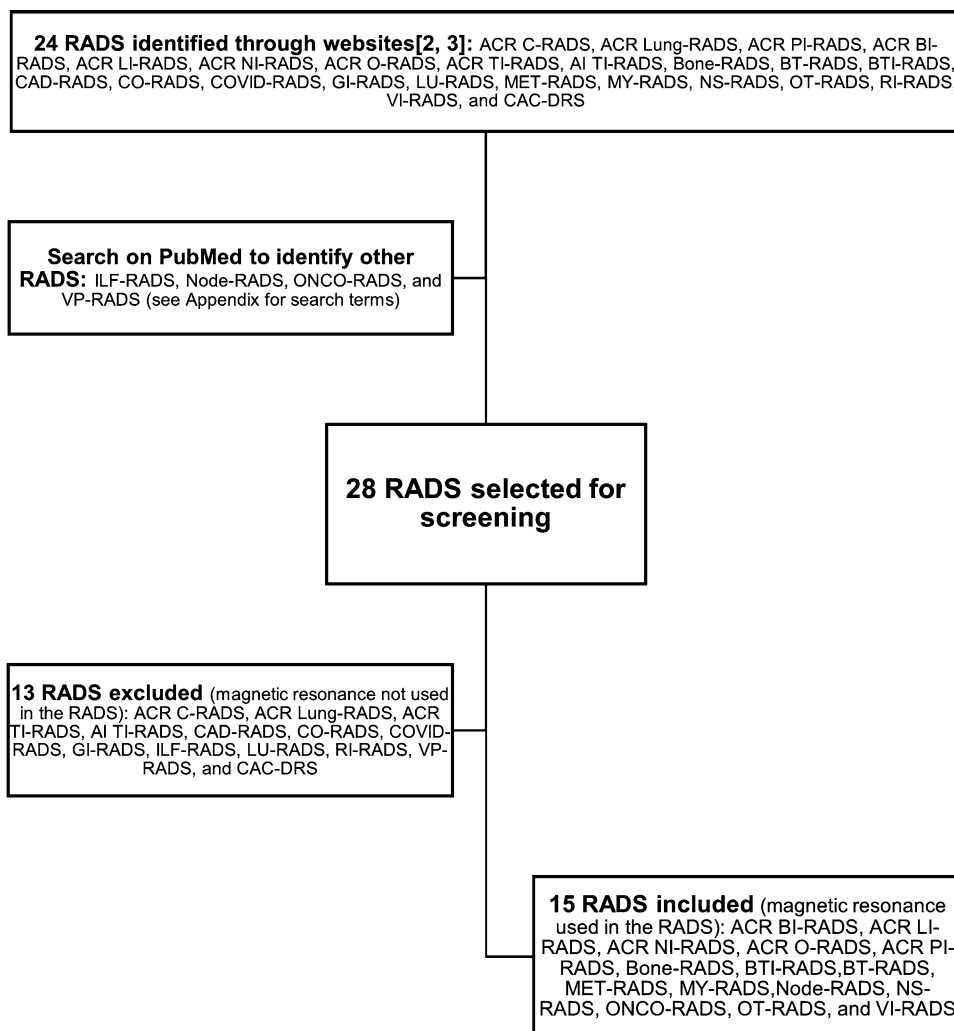 24 RADS identified through websites[2, 3]: ACR C-RADS, ACR Lung-RADS, ACR PI-RADS, ACR BI-
RADS, ACR LI-RADS, ACR NI-RADS, ACR O-RADS, ACR TI-RADS, AI TI-RADS, Bone-RADS, BT-RADS, BTI-RADS,
CAD-RADS, CO-RADS, COVID-RADS, GI-RADS, LU-RADS, MET-RADS, MY-RADS, NS-RADS, OT-RADS, RI-RADS,
VI-RADS, and CAC-DRS
Search on PubMed to identify other
RADS: ILF-RADS, Node-RADS, ONCO-RADS, and
VP-RADS (see Appendix for search terms)
28 RADS selected for
screening
13 RADS excluded (magnetic resonance not used
in the RADS): ACR C-RADS, ACR Lung-RADS, ACR
TI-RADS, AI TI-RADS, CAD-RADS, CO-RADS, COVID-
RADS, GI-RADS, ILF-RADS, LU-RADS, RI-RADS, VP-
RADS, and CAC-DRS
15 RADS included (magnetic resonance
used in the RADS): ACR BI-RADS, ACR LI-
RADS, ACR NI-RADS, ACR O-RADS, ACR PI-
RADS, Bone-RADS, BTI-RADS,BT-RADS,
MET-RADS, MY-RADS,Node-RADS, NS-
RADS, ONCO-RADS, OT-RADS, and VI-RADS